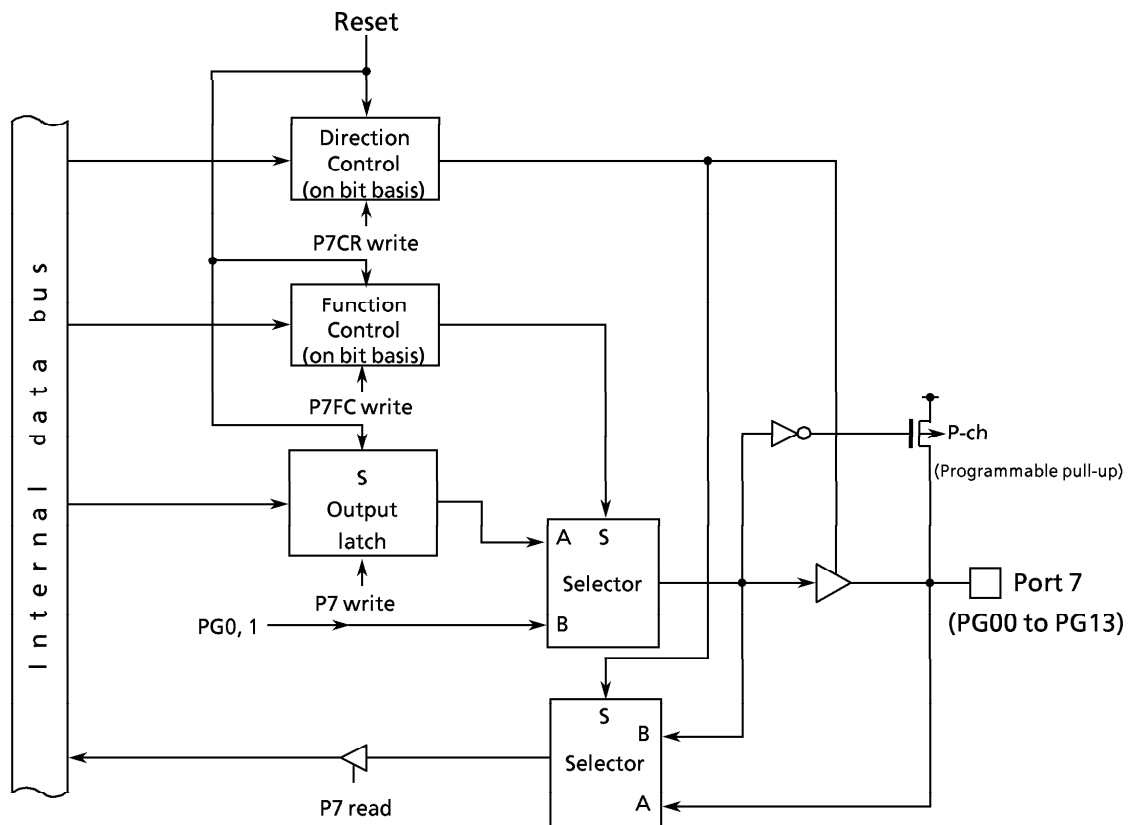 Reset
Direction
Control
(on bit basis)
P7CR write
Function
Control
(on bit basis)
P7FC write
S
Output
latch
P7 write
PG0, 1
A S
Selector
B
P-ch
(Programmable pull-up)
Port 7
(PG00 to PG13)
S
B
Selector
A
P7 read
Internal data bus